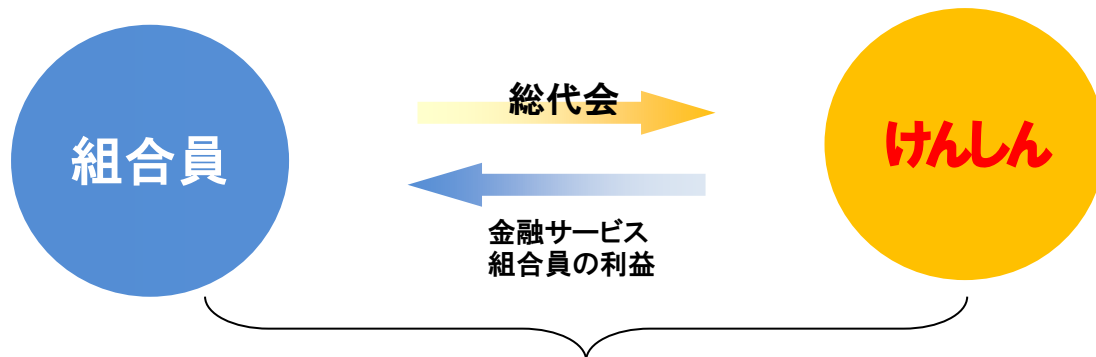 組合員
総代会
けんしん
金融サービス
組合員の利益